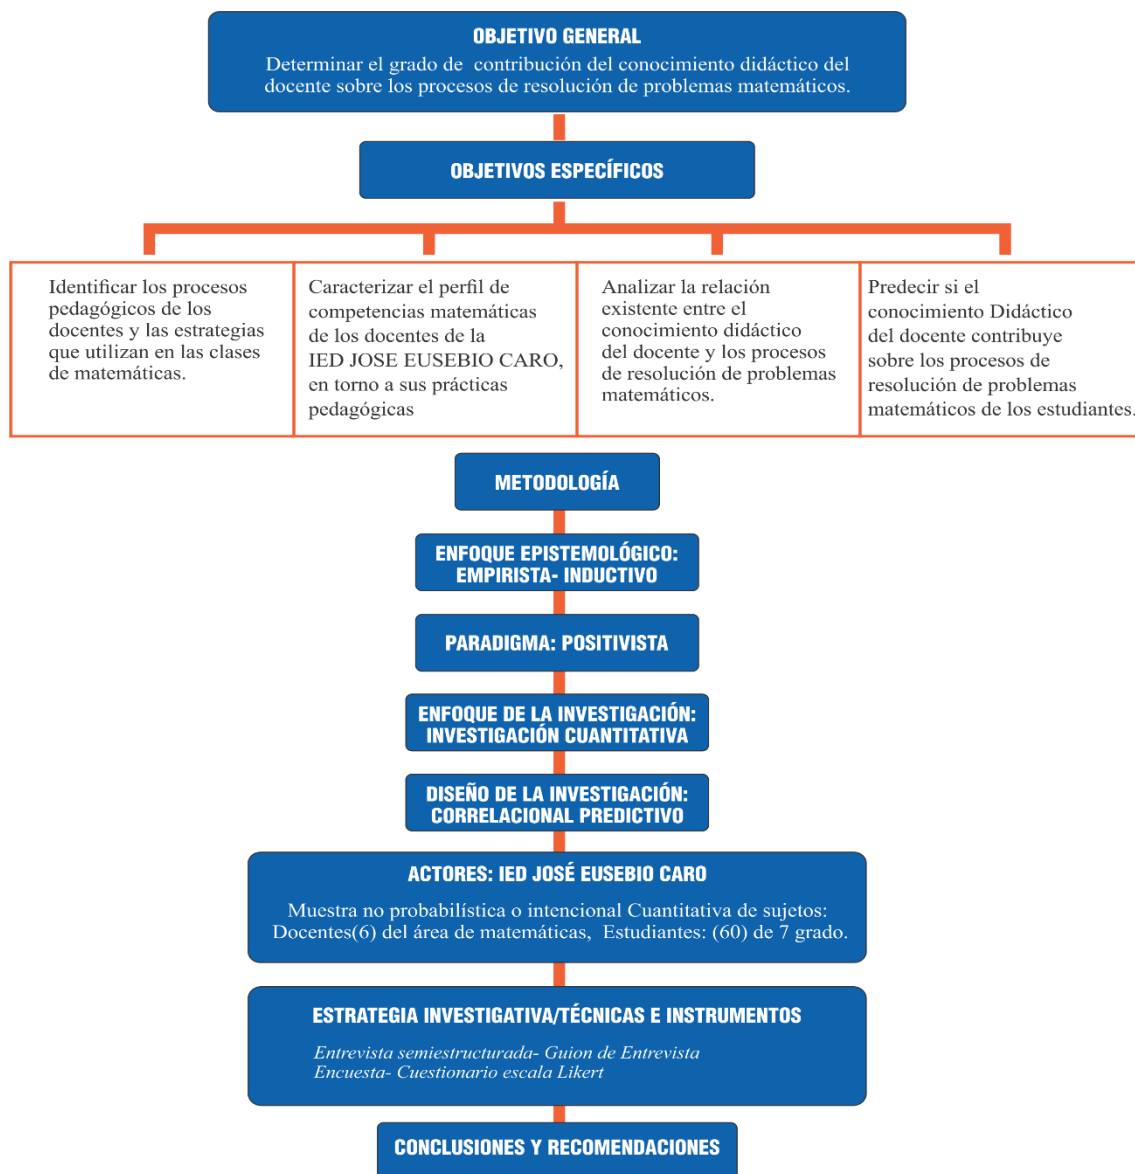 OBJETIVO GENERAL
Determinar el grado de contribución del conocimiento didáctico del
docente sobre los procesos de resolución de problemas matemáticos.
OBJETIVOS ESPECÍFICOS
Identificar los procesos
pedagógicos de los
docentes y las estrategias
que utilizan en las clases
de matemáticas.
Caracterizar el perfil de
competencias matemáticas
de los docentes de la
IED JOSE EUSEBIO CARO,
en torno a sus prácticas
pedagógicas
Analizar la relación
existente entre el
conocimiento didáctico
del docente y los procesos
de resolución de problemas
matemáticos.
Predecir si el
conocimiento Didáctico
del docente contribuye
sobre los procesos de
resolución de problemas
matemáticos de los estudiantes.
METODOLOGÍA
ENFOQUE EPISTEMOLÓGICO:
EMPIRISTA- INDUCTIVO
PARADIGMA: POSITIVISTA
ENFOQUE DE LA INVESTIGACIÓN:
INVESTIGACIÓN CUANTITATIVA
DISEÑO DE LA INVESTIGACIÓN:
CORRELACIONAL PREDICTIVO
ACTORES: IED JOSÉ EUSEBIO CARO
Muestra no probabilística o intencional Cuantitativa de sujetos:
Docentes(6) del área de matemáticas, Estudiantes: (60) de 7 grado.
ESTRATEGIA INVESTIGATIVA/TÉCNICAS E INSTRUMENTOS
Entrevista semiestructurada- Guion de Entrevista
Encuesta- Cuestionario escala Likert
CONCLUSIONES Y RECOMENDACIONES